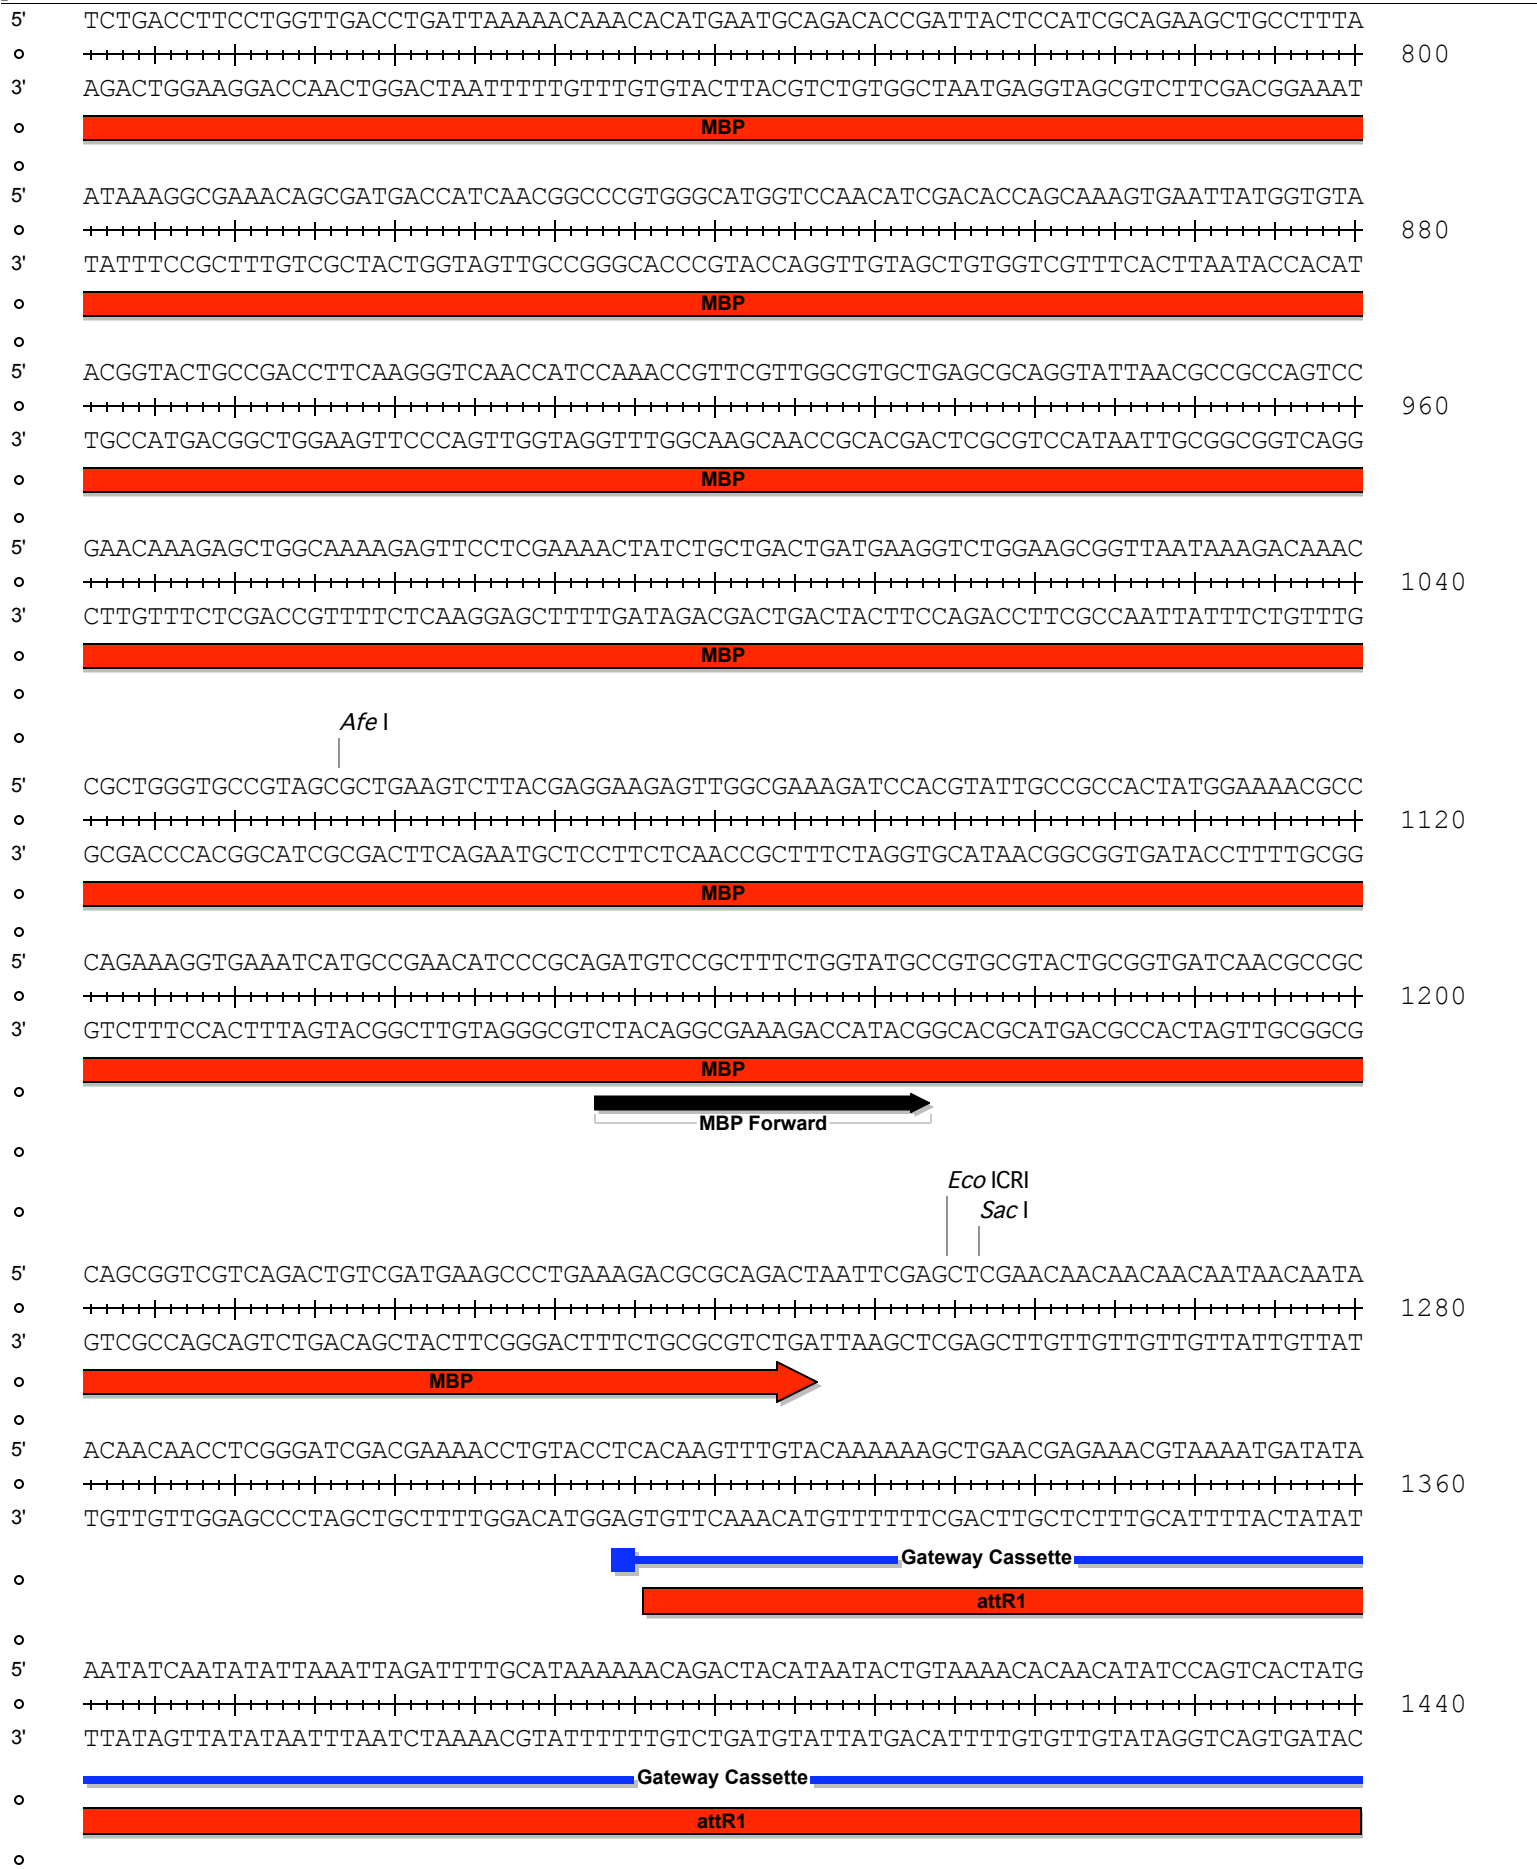 5' TCTGACCTTCCTGGTTGACCTGATTAAAAACAAACACATGAATGCAGACACCGATTACTCCATCGCAGAAGCTGCCTTTA
800
3' AGACTGGAAGGACCAACTGGACTAATTTTTGTTTGTGTACTTACGTCTGTGGCTAATGAGGTAGCGTCTTCGACGGAAAT
MBP
5' ATAAAGGCGAAACAGCGATGACCATCAACGGCCCGTGGGCATGGTCCAACATCGACACCAGCAAAGTGAATTATGGTGTA
880
3' TATTTCCGCTTTGTCGCTACTGGTAGTTGCCGGGCACCCGTACCAGGTTGTAGCTGTGGTCGTTTCACTTAATACCACAT
MBP
5' ACGGTACTGCCGACCTTCAAGGGTCAACCATCCAAACCGTTCGTTGGCGTGCTGAGCGCAGGTATTAACGCCGCCAGTCC
960
3' TGCCATGACGGCTGGAAGTTCCCAGTTGGTAGGTTTGGCAAGCAACCGCACGACTCGCGTCCATAATTGCGGCGGTCAGG
MBP
5' GAACAAAGAGCTGGCAAAAGAGTTCCTCGAAAACTATCTGCTGACTGATGAAGGTCTGGAAGCGGTTAATAAAGACAAAC
1040
3' CTTGTTTCTCGACCGTTTTCTCAAGGAGCTTTTGATAGACGACTGACTACTTCCAGACCTTCGCCAATTATTTCTGTTTG
MBP
Afe I
5' CGCTGGGTGCCGTAGCGCTGAAGTCTTACGAGGAAGAGTTGGCGAAAGATCCACGTATTGCCGCCACTATGGAAAACGCC
1120
3' GCGACCCACGGCATCGCGACTTCAGAATGCTCCTTCTCAACCGCTTTCTAGGTGCATAACGGCGGTGATACCTTTTGCGG
MBP
5' CAGAAAGGTGAAATCATGCCGAACATCCCGCAGATGTCCGCTTTCTGGTATGCCGTGCGTACTGCGGTGATCAACGCCGC
1200
3' GTCTTTCCACTTTAGTACGGCTTGTAGGGCGTCTACAGGCGAAAGACCATACGGCACGCATGACGCCACTAGTTGCGGCG
MBP
MBP Forward
Eco ICRI
Sac I
5' CAGCGGTCGTCAGACTGTCGATGAAGCCCTGAAAGACGCGCAGACTAATTCGAGCTCGAACAACAACAACAATAACAATA
1280
3' GTCGCCAGCAGTCTGACAGCTACTTCGGGACTTTCTGCGCGTCTGATTAAGCTCGAGCTTGTTGTTGTTGTTATTGTTAT
MBP
5' ACAACAACCTCGGGATCGACGAAAACCTGTACCTCACAAGTTTGTACAAAAAAGCTGAACGAGAAACGTAAAATGATATA
1360
3' TGTTGTTGGAGCCCTAGCTGCTTTTGGACATGGAGTGTTCAAACATGTTTTTTCGACTTGCTCTTTGCATTTTACTATAT
Gateway Cassette
attR1
5' AATATCAATATATTAAATTAGATTTTGCATAAAAAACAGACTACATAATACTGTAAAACACAACATATCCAGTCACTATG
1440
3' TTATAGTTATATAATTTAATCTAAAACGTATTTTTTGTCTGATGTATTATGACATTTTGTGTTGTATAGGTCAGTGATAC
Gateway Cassette
attR1